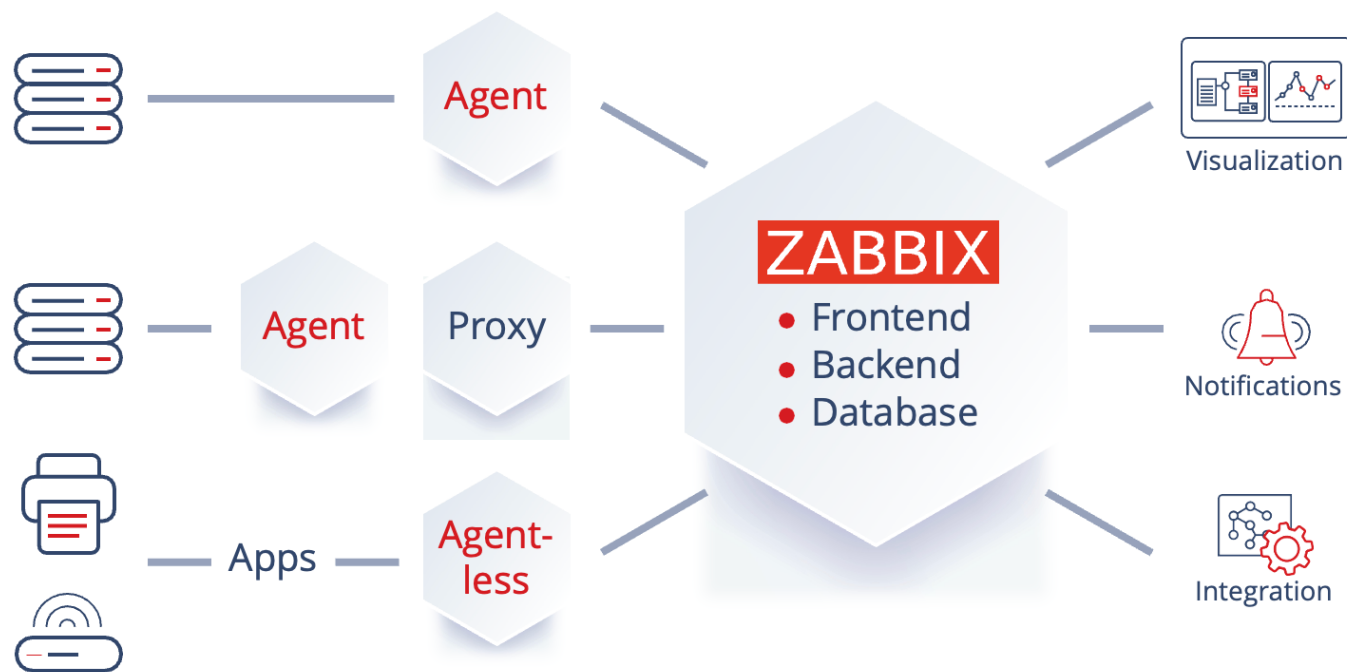 Agent
Visualization
ZABBIX
Agent
Proxy
• Frontend
• Backend
• Database
Notifications
Apps
Agent-
less
Integration